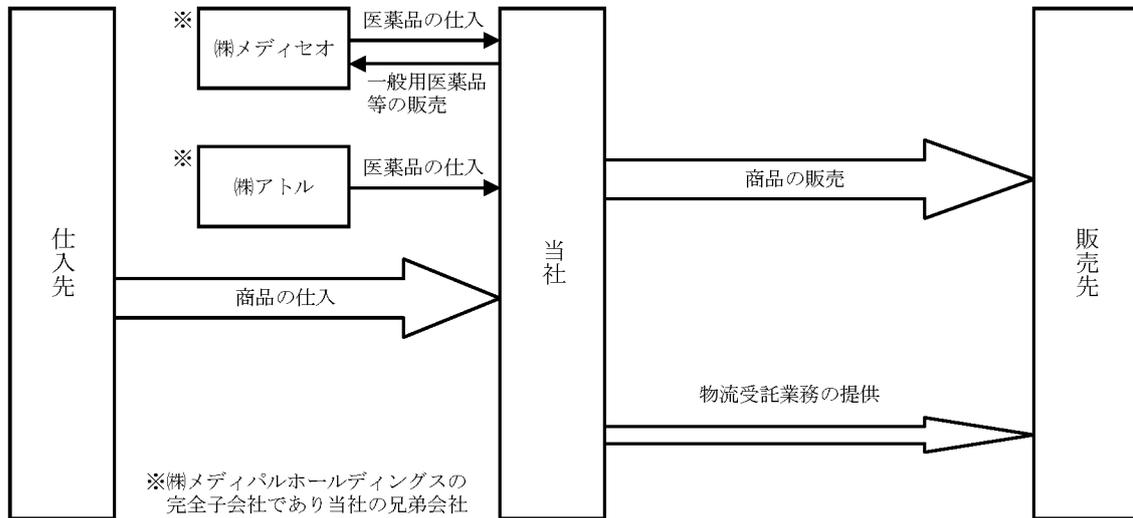 ※
医薬品の仕入
㈱メディセオ
一般用医薬品
等の販売
※
医薬品の仕入
㈱アトル
商品の販売
仕入先
当社
販売先
商品の仕入
物流受託業務の提供
※㈱メディパルホールディングスの
完全子会社であり当社の兄弟会社